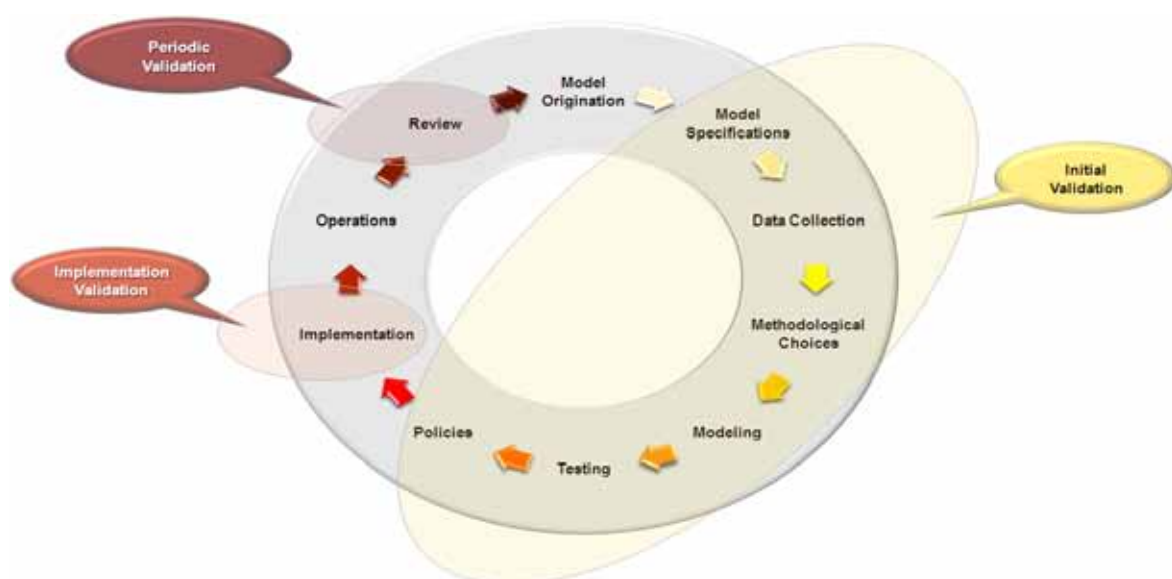 Periodic
Validation
Model
Origination
Review
Model
Specifications
Initial
Validation
Operations
Data Collection
Implementation
Validation
Implementation
Methodological
Choices
Policies
Modeling
Testing